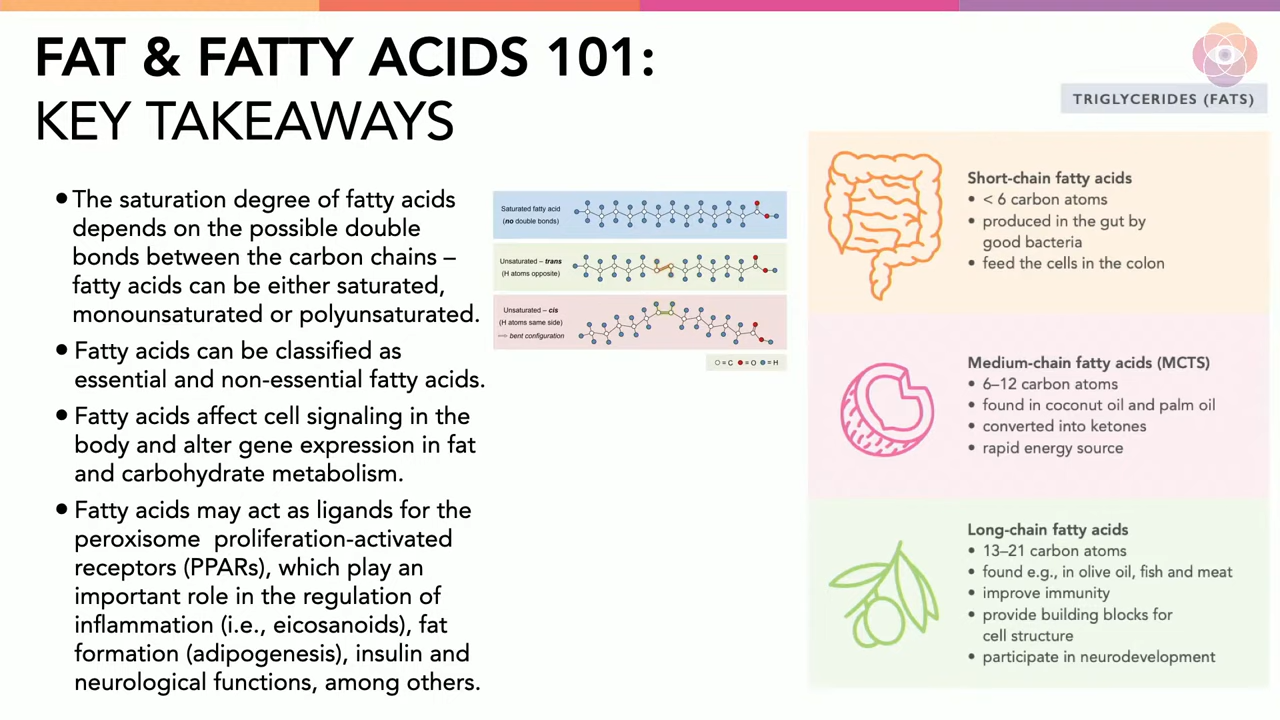 FAT & FATTY ACIDS 101:
KEY TAKEAWAYS
• The saturation degree of fatty acids
depends on the possible double
bonds between the carbon chains –
fatty acids can be either saturated,
monounsaturated or polyunsaturated.
• Fatty acids can be classified as
essential and non-essential fatty acids.
• Fatty acids affect cell signaling in the
body and alter gene expression in fat
and carbohydrate metabolism.
• Fatty acids may act as ligands for the
peroxisome proliferation-activated
receptors (PPARs), which play an
important role in the regulation of
inflammation (i.e., eicosanoids), fat
formation (adipogenesis), insulin and
neurological functions, among others.
Saturated fatty acid
(no double bonds)
Unsaturated – trans
(H atoms opposite)
Unsaturated – cis
(H atoms same side)
⟹ bent configuration
= C = O = H
TRIGLYCERIDES (FATS)
Short-chain fatty acids
• < 6 carbon atoms
• produced in the gut by
good bacteria
• feed the cells in the colon
Medium-chain fatty acids (MCTS)
• 6–12 carbon atoms
• found in coconut oil and palm oil
• converted into ketones
• rapid energy source
Long-chain fatty acids
• 13–21 carbon atoms
• found e.g., in olive oil, fish and meat
• improve immunity
• provide building blocks for
cell structure
• participate in neurodevelopment